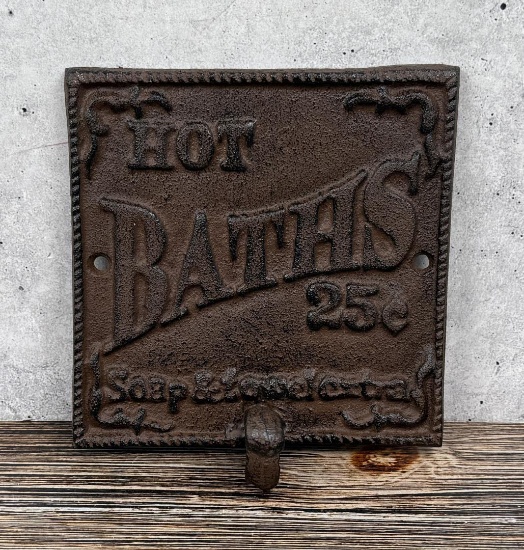 HOT
BATHS
25¢
Soap & Towel extra